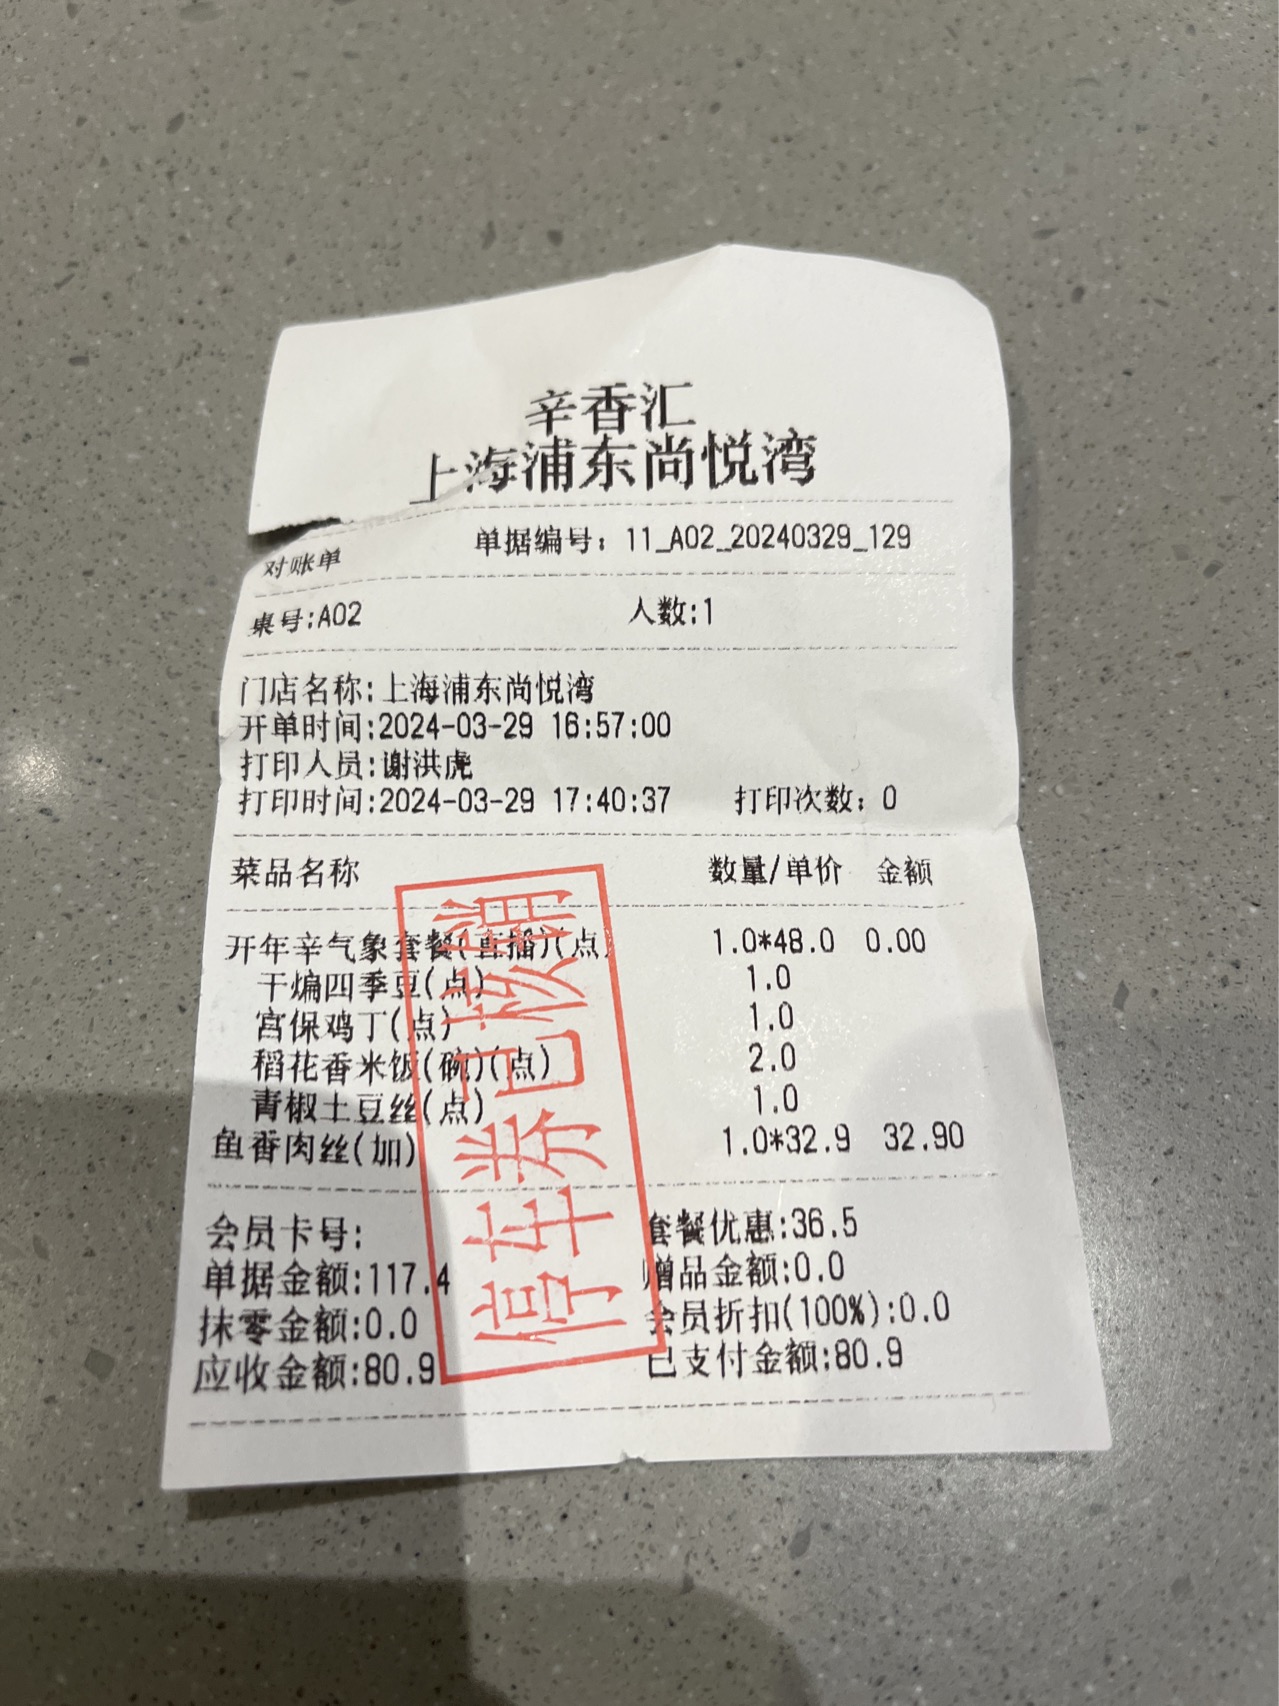 辛香汇
上海浦东尚悦湾
对账单 单据编号：11_A02_20240329_129
桌号:A02 人数:1
门店名称:上海浦东尚悦湾
开单时间:2024-03-29 16:57:00
打印人员:谢洪虎
打印时间:2024-03-29 17:40:37 打印次数：0
菜品名称 数量/单价 金额
开年辛气象套餐(直播)(点) 1.0*48.0 0.00
干煸四季豆(点) 1.0
宫保鸡丁(点) 1.0
稻花香米饭(碗)(点) 2.0
青椒土豆丝(点) 1.0
鱼香肉丝(加) 1.0*32.9 32.90
会员卡号: 套餐优惠:36.5
单据金额:117.4 赠品金额:0.0
抹零金额:0.0 会员折扣(100%):0.0
应收金额:80.9 已支付金额:80.9
停车券已核销